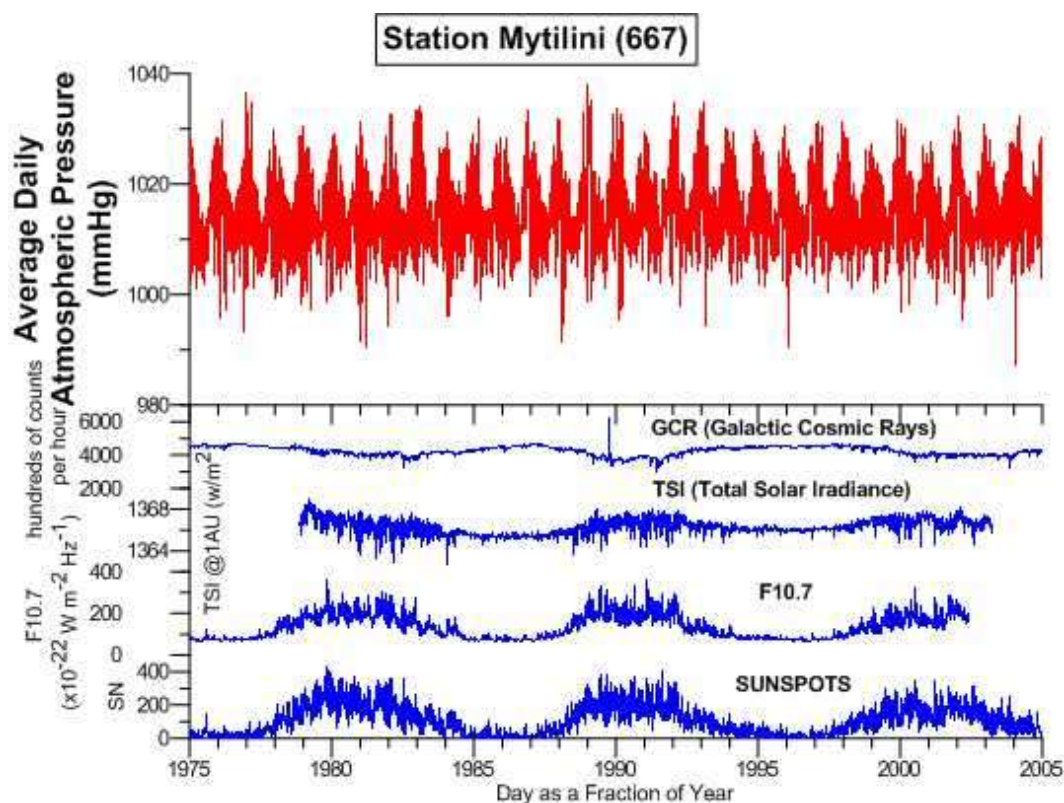 Station Mytilini (667)
Average Daily
Atmospheric Pressure
(mmHg)
1040
1020
1000
980
hundreds of counts
per hour
6000
4000
2000
GCR (Galactic Cosmic Rays)
TSI @1AU (w/m²)
1368
1364
TSI (Total Solar Irradiance)
F10.7
(x10⁻²² W m⁻² Hz⁻¹)
400
200
0
F10.7
SN
400
200
0
SUNSPOTS
1975 1980 1985 1990 1995 2000 2005
Day as a Fraction of Year